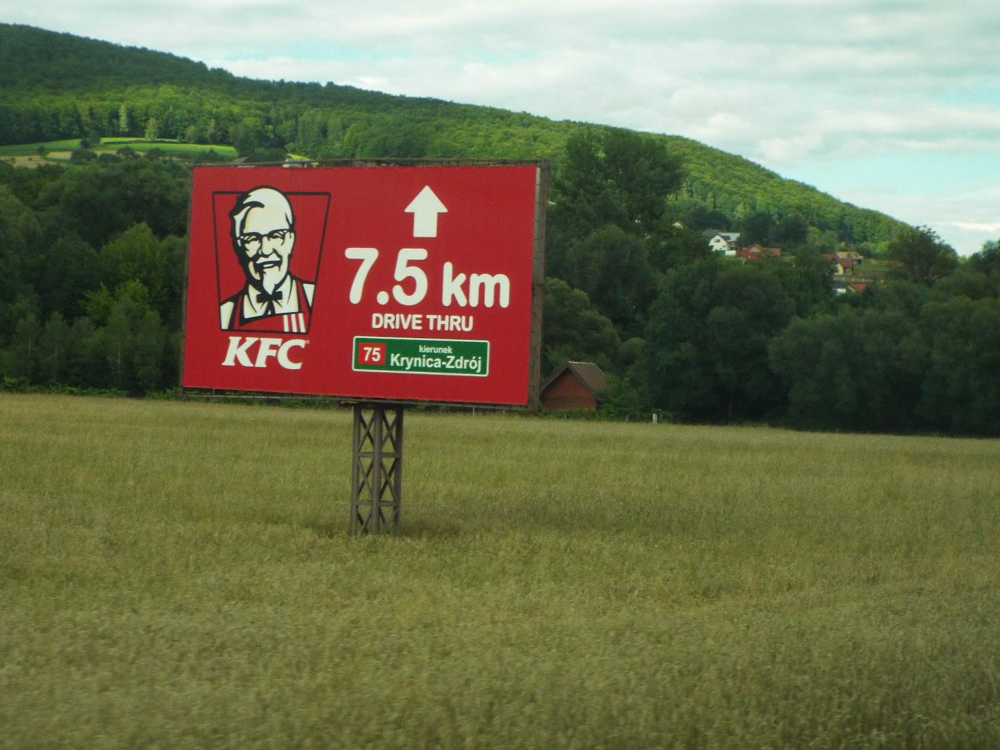 KFC
7.5 km
DRIVE THRU
75
kierunek
Krynica-Zdrój